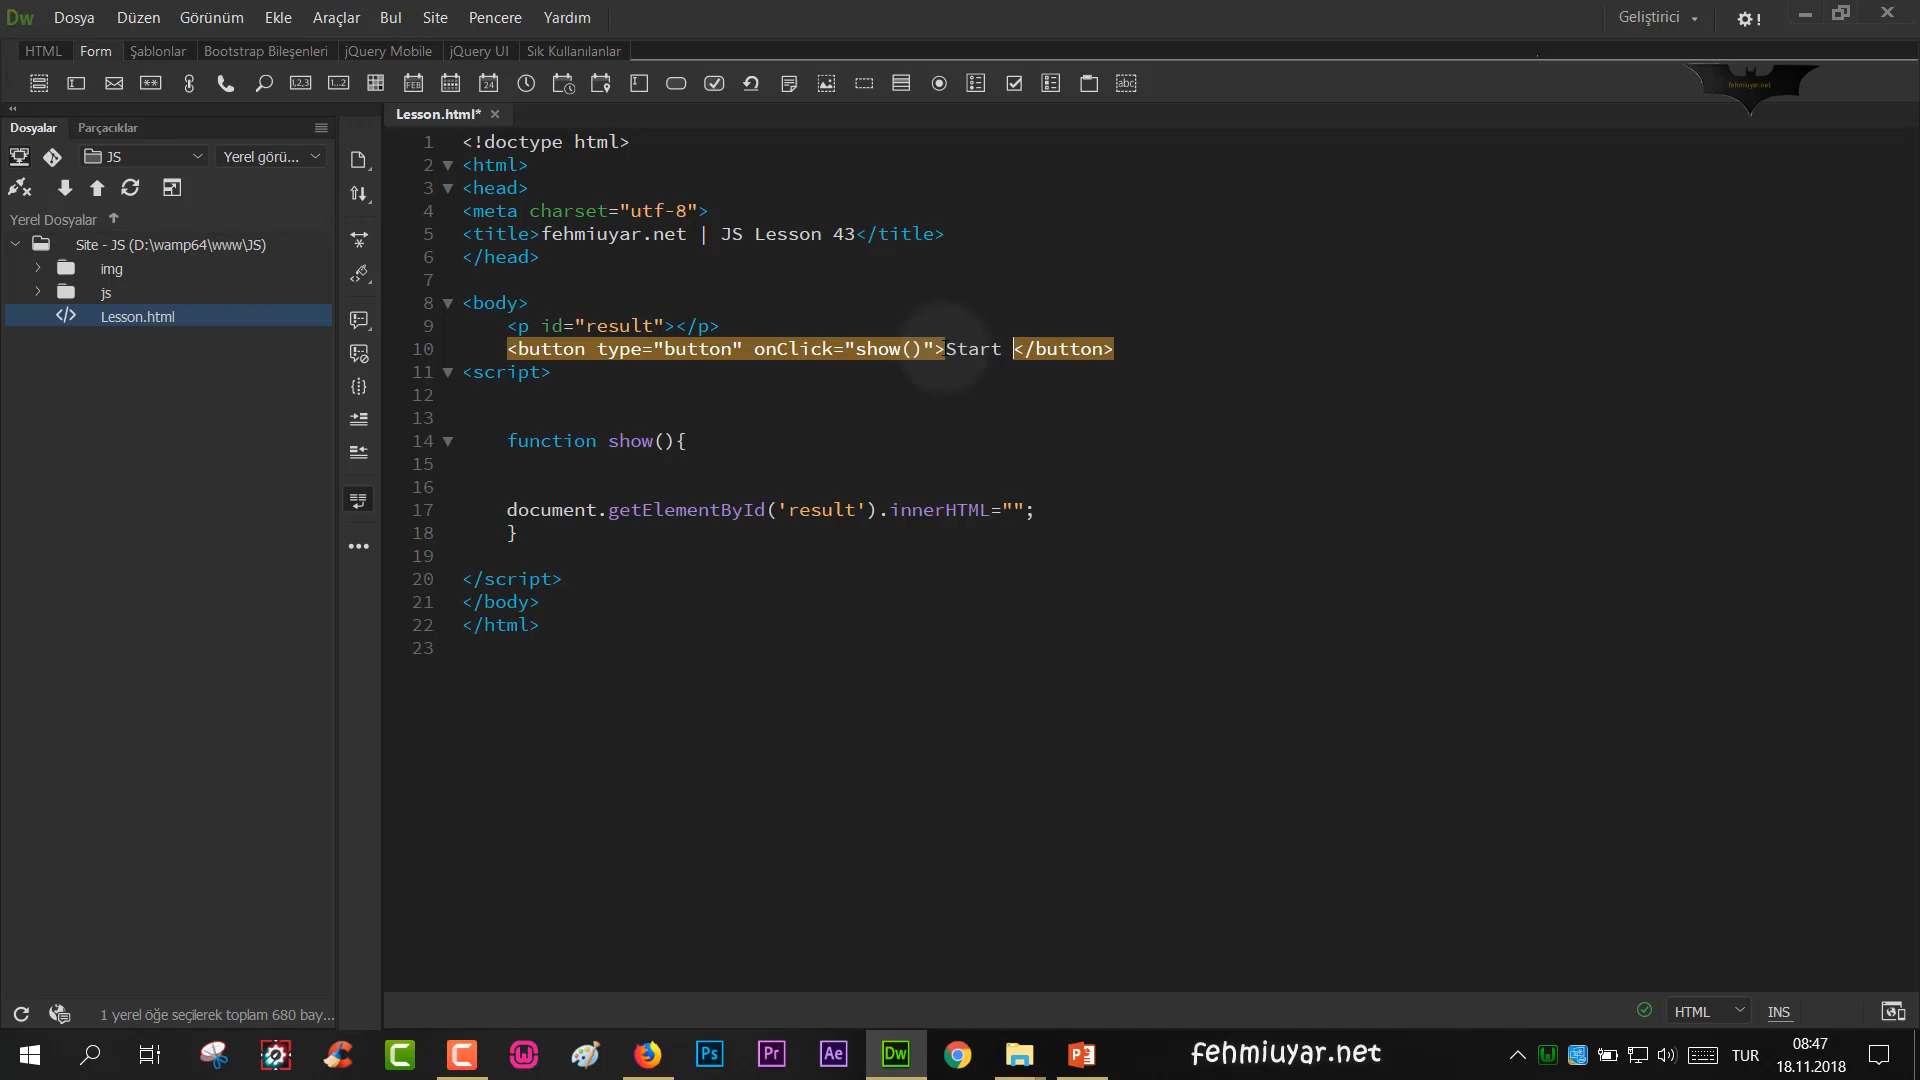 Dw Dosya Düzen Görünüm Ekle Araçlar Bul Site Pencere Yardım Geliştirici
HTML Form Şablonlar Bootstrap Bileşenleri jQuery Mobile jQuery UI Sık Kullanılanlar
fehmiuyar.net
Dosyalar Parçacıklar
JS Yerel görü...
Yerel Dosyalar
Site - JS (D:\wamp64\www\JS)
img
js
Lesson.html
Lesson.html*
1 <!doctype html>
2 <html>
3 <head>
4 <meta charset="utf-8">
5 <title>fehmiuyar.net | JS Lesson 43</title>
6 </head>
7
8 <body>
9 <p id="result"></p>
10 <button type="button" onClick="show()">Start </button>
11 <script>
12
13
14 function show(){
15
16
17 document.getElementById('result').innerHTML="";
18 }
19
20 </script>
21 </body>
22 </html>
23
1 yerel öğe seçilerek toplam 680 bay...
HTML INS
Ps Pr Ae Dw
fehmiuyar.net
TUR
08:47
18.11.2018